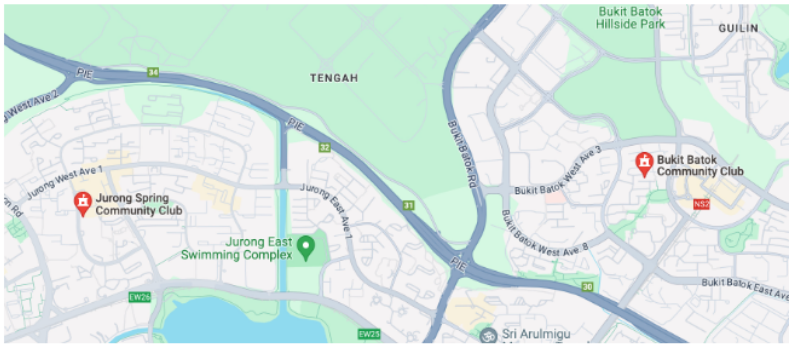 Bukit Batok
Hillside Park
GUILIN
PIE
34
TENGAH
West Ave 2
PIE
32
Bukit Batok Rd
Bukit Batok West Ave 3
Bukit Batok
Community Club
Jurong West Ave 1
Jurong Spring
Community Club
NS2
31
Jurong East Ave 1
Jurong East
Swimming Complex
Bukit Batok West Ave 8
PIE
30
Bukit Batok East Ave
EW26
EW25
Sri Arulmigu